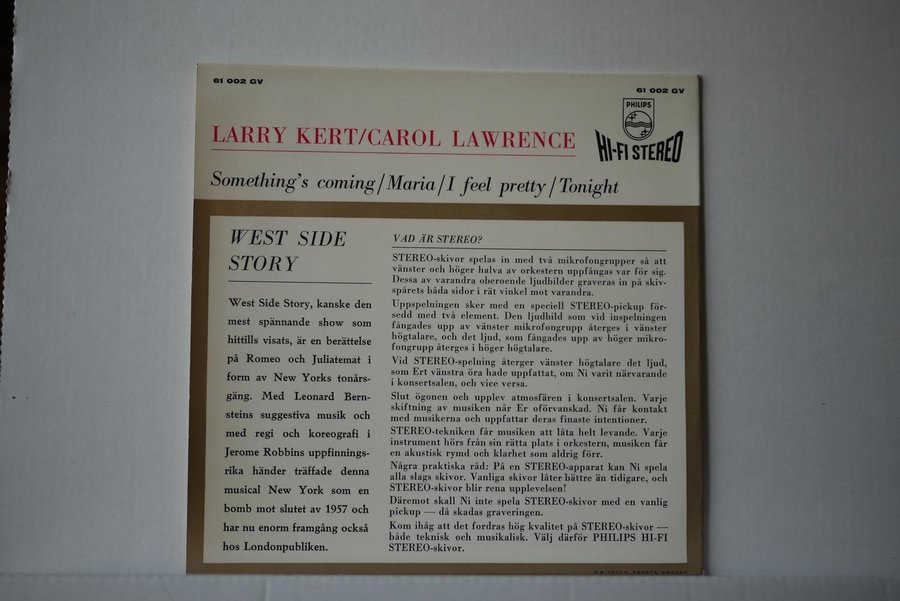 61 002 GV
61 002 GV
PHILIPS
HI-FI STEREO
LARRY KERT/CAROL LAWRENCE
Something's coming/Maria/I feel pretty/Tonight
WEST SIDE
STORY
West Side Story, kanske den
mest spännande show som
hittills visats, är en berättelse
på Romeo och Juliatemat i
form av New Yorks tonårs-
gäng. Med Leonard Bern-
steins suggestiva musik och
med regi och koreografi i
Jerome Robbins uppfinnings-
rika händer träffade denna
musical New York som en
bomb mot slutet av 1957 och
har nu enorm framgång också
hos Londonpubliken.
VAD ÄR STEREO?
STEREO-skivor spelas in med två mikrofongrupper så att
vänster och höger halva av orkestern uppfångas var för sig.
Dessa av varandra oberoende ljudbilder graveras in på skiv-
spårets båda sidor i rät vinkel mot varandra.
Uppspelningen sker med en speciell STEREO-pickup för-
sedd med två element. Den ljudbild som vid inspelningen
fångades upp av vänster mikrofongrupp återges i vänster
högtalare, och det ljud, som fångades upp av höger mikro-
fongrupp återges i höger högtalare.
Vid STEREO-spelning återger vänster högtalare det ljud,
som Ert vänstra öra hade uppfattat, om Ni varit närvarande
i konsertsalen, och vice versa.
Slut ögonen och upplev atmosfären i konsertsalen. Varje
skiftning av musiken når Er oförvanskad. Ni får kontakt
med musikerna och uppfattar deras finaste intentioner.
STEREO-tekniken får musiken att låta helt levande. Varje
instrument hörs från sin rätta plats i orkestern, musiken får
en akustisk rymd och klarhet som aldrig förr.
Några praktiska råd: På en STEREO-apparat kan Ni spela
alla slags skivor. Vanliga skivor låter bättre än tidigare, och
STEREO-skivor blir rena upplevelsen!
Däremot skall Ni inte spela STEREO-skivor med en vanlig
pickup — då skadas graveringen.
Kom ihåg att det fordras hög kvalitet på STEREO-skivor —
både teknisk och musikalisk. Välj därför PHILIPS HI-FI
STEREO-skivor.